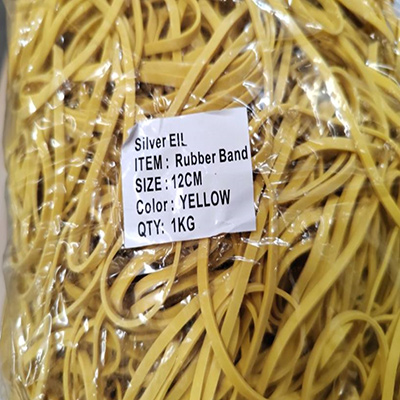 Silver EIL
ITEM : Rubber Band
SIZE : 12CM
Color : YELLOW
QTY: 1KG